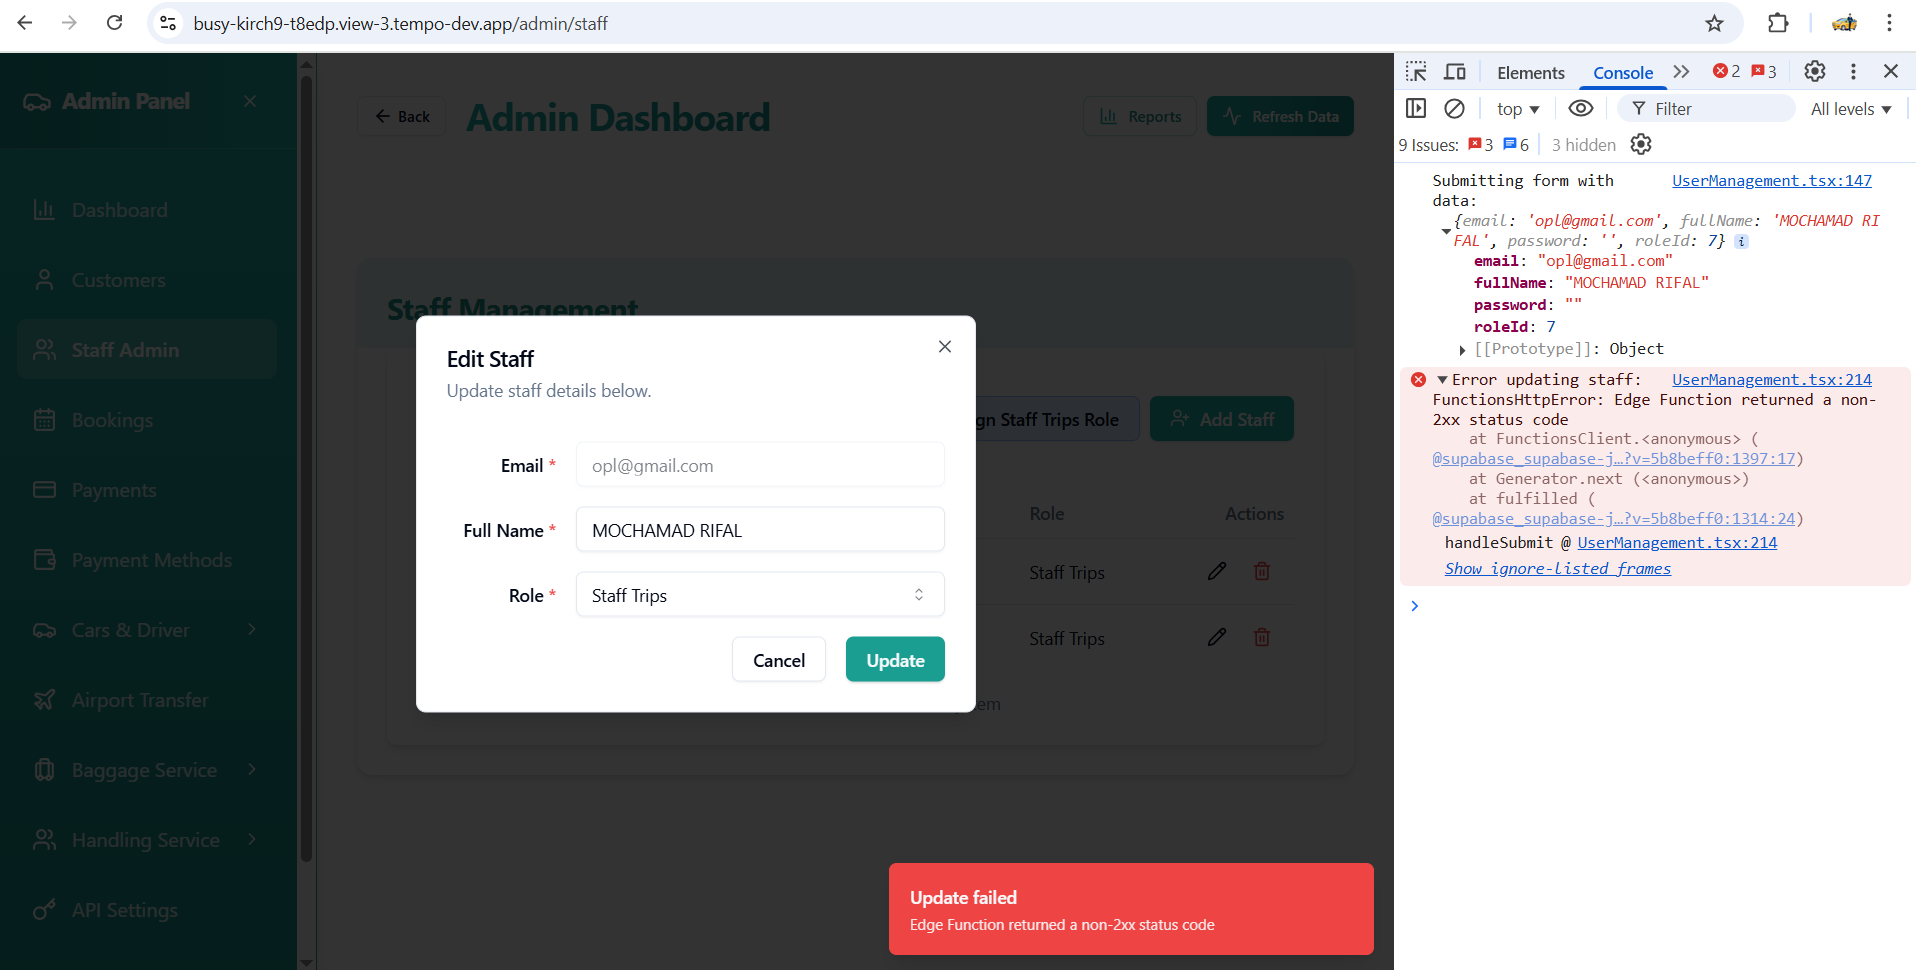 busy-kirch9-t8edp.view-3.tempo-dev.app/admin/staff
Admin Panel
Dashboard
Customers
Staff Admin
Bookings
Payments
Payment Methods
Cars & Driver
Airport Transfer
Baggage Service
Handling Service
API Settings
Back
Admin Dashboard
Reports
Refresh Data
Staff Management
gn Staff Trips Role
Add Staff
Role
Actions
Staff Trips
Staff Trips
Edit Staff
Update staff details below.
Email *
opl@gmail.com
Full Name *
MOCHAMAD RIFAL
Role *
Staff Trips
Cancel
Update
Update failed
Edge Function returned a non-2xx status code
Elements
Console
2
3
top
Filter
All levels
9 Issues:
3
6
3 hidden
Submitting form with
UserManagement.tsx:147
data:
{email: 'opl@gmail.com', fullName: 'MOCHAMAD RI
FAL', password: '', roleId: 7}
email: "opl@gmail.com"
fullName: "MOCHAMAD RIFAL"
password: ""
roleId: 7
[[Prototype]]: Object
Error updating staff:
UserManagement.tsx:214
FunctionsHttpError: Edge Function returned a non-
2xx status code
at FunctionsClient.<anonymous> (
@supabase_supabase-j…?v=5b8beff0:1397:17)
at Generator.next (<anonymous>)
at fulfilled (
@supabase_supabase-j…?v=5b8beff0:1314:24)
handleSubmit @ UserManagement.tsx:214
Show ignore-listed frames